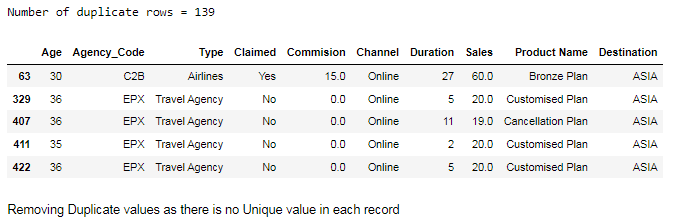 Number of duplicate rows = 139
Age Agency_Code Type Claimed Commision Channel Duration Sales Product Name Destination
63 30 C2B Airlines Yes 15.0 Online 27 60.0 Bronze Plan ASIA
329 36 EPX Travel Agency No 0.0 Online 5 20.0 Customised Plan ASIA
407 36 EPX Travel Agency No 0.0 Online 11 19.0 Cancellation Plan ASIA
411 35 EPX Travel Agency No 0.0 Online 2 20.0 Customised Plan ASIA
422 36 EPX Travel Agency No 0.0 Online 5 20.0 Customised Plan ASIA
Removing Duplicate values as there is no Unique value in each record